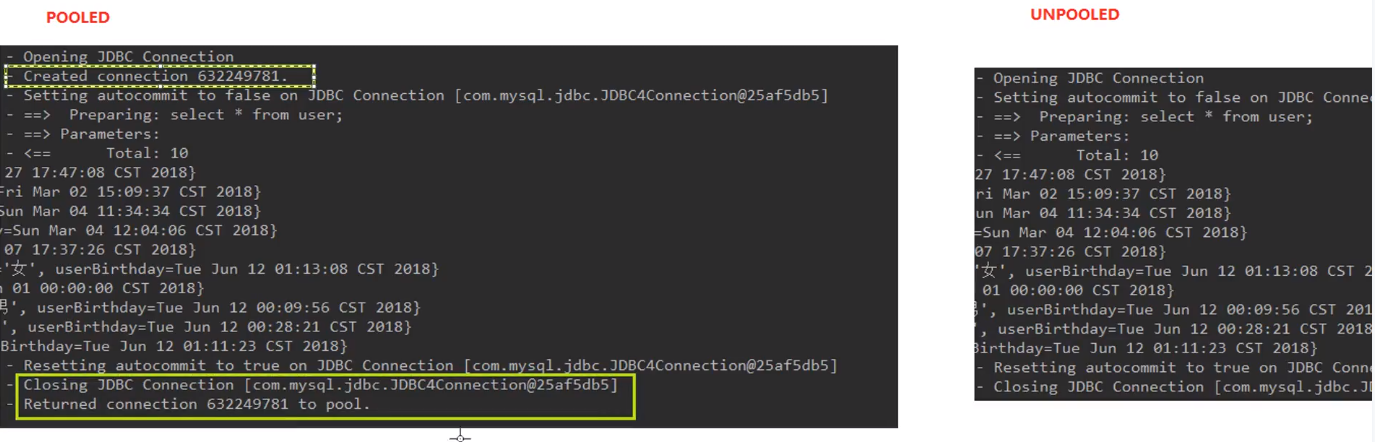 POOLED
- Opening JDBC Connection
- Created connection 632249781.
- Setting autocommit to false on JDBC Connection [com.mysql.jdbc.JDBC4Connection@25af5db5]
- ==>  Preparing: select * from user;
- ==> Parameters:
- <==      Total: 10
27 17:47:08 CST 2018}
Fri Mar 02 15:09:37 CST 2018}
Sun Mar 04 11:34:34 CST 2018}
=Sun Mar 04 12:04:06 CST 2018}
07 17:37:26 CST 2018}
='女', userBirthday=Tue Jun 12 01:13:08 CST 2018}
01 00:00:00 CST 2018}
男', userBirthday=Tue Jun 12 00:09:56 CST 2018}
', userBirthday=Tue Jun 12 00:28:21 CST 2018}
Birthday=Tue Jun 12 01:11:23 CST 2018}
- Resetting autocommit to true on JDBC Connection [com.mysql.jdbc.JDBC4Connection@25af5db5]
- Closing JDBC Connection [com.mysql.jdbc.JDBC4Connection@25af5db5]
- Returned connection 632249781 to pool.
UNPOOLED
- Opening JDBC Connection
- Setting autocommit to false on JDBC Conne
- ==>  Preparing: select * from user;
- ==> Parameters:
- <==      Total: 10
27 17:47:08 CST 2018}
ri Mar 02 15:09:37 CST 2018}
un Mar 04 11:34:34 CST 2018}
=Sun Mar 04 12:04:06 CST 2018}
07 17:37:26 CST 2018}
'女', userBirthday=Tue Jun 12 01:13:08 CST 2
01 00:00:00 CST 2018}
', userBirthday=Tue Jun 12 00:09:56 CST 201
', userBirthday=Tue Jun 12 00:28:21 CST 2018
Birthday=Tue Jun 12 01:11:23 CST 2018}
- Resetting autocommit to true on JDBC Conne
- Closing JDBC Connection [com.mysql.jdbc.JD